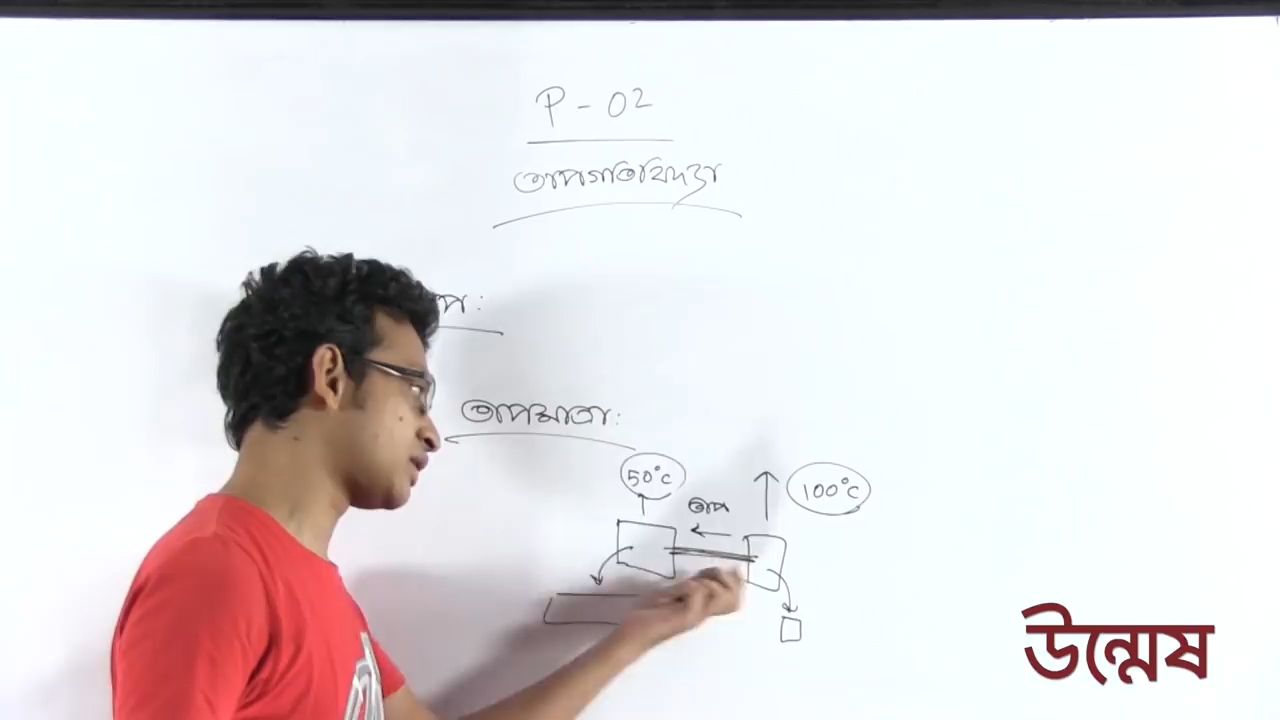 P - 02
তাপগতিবিদ্যা
তাপমাত্রা:
50°C
100°C
তাপ
উন্মেষ